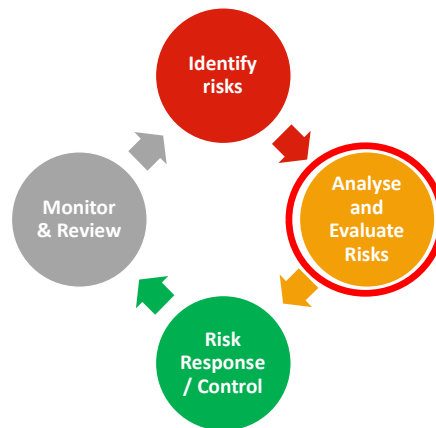 Identify
risks
Analyse
and
Evaluate
Risks
Risk
Response
/ Control
Monitor
& Review